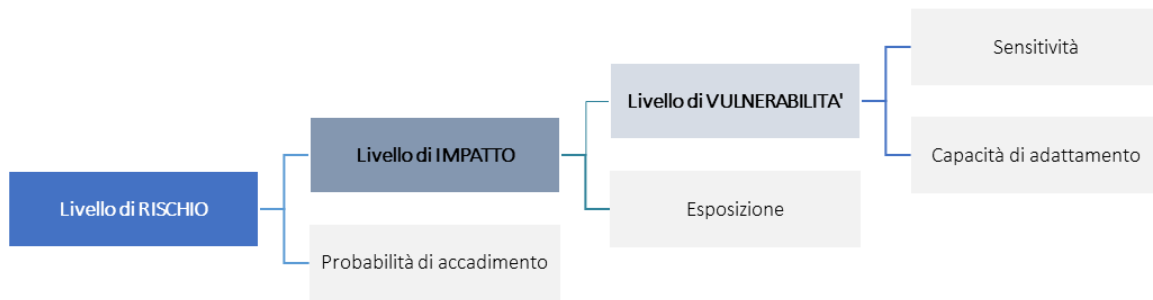 Sensitività
Livello di VULNERABILITA'
Livello di IMPATTO
Capacità di adattamento
Livello di RISCHIO
Esposizione
Probabilità di accadimento